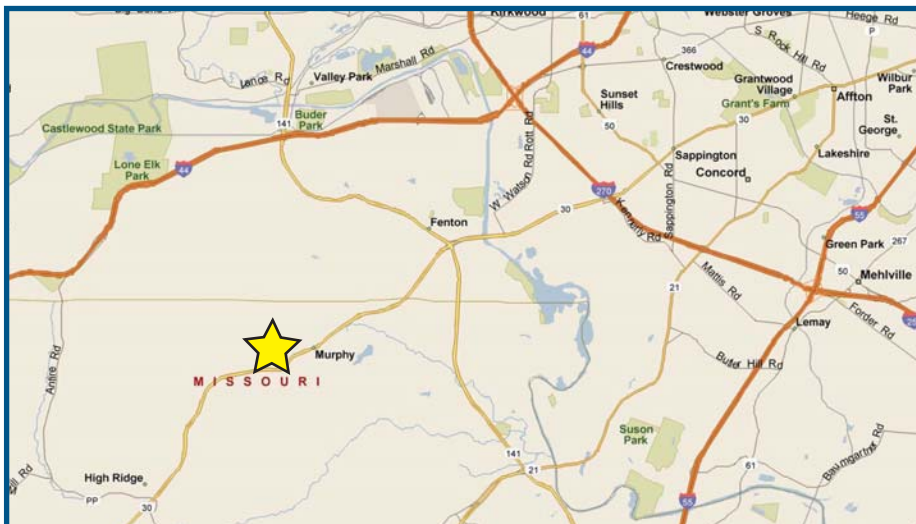 Kirkwood
61
Webster Groves
Heege Rd
P
44
366
S Rock Hill Rd
Marshall Rd
Lance Rd
Valley Park
Crestwood
Grantwood
Village
Wilbur
Park
Affton
Sunset
Hills
Grant's Farm
Buder
Park
141
Castlewood State Park
50
30
St.
George
W Watson Rd
Rott Rd
Lone Elk
Park
44
Sappington
Lakeshire
Concord
270
Kennerly Rd
Sappington Rd
30
Fenton
55
267
Green Park
Mattis Rd
50
Mehlville
21
Forder Rd
Lemay
Antire Rd
Murphy
Butler Hill Rd
MISSOURI
Suson
Park
141
21
61
Baumgartner Rd
High Ridge
PP
30
55